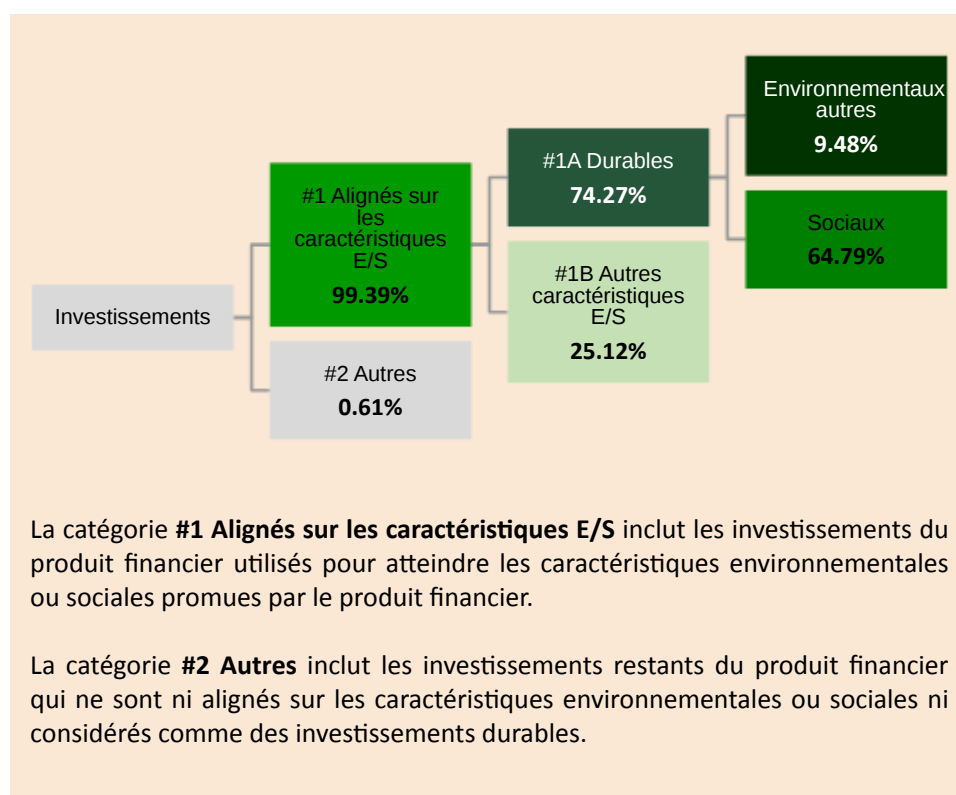 Investissements
#1 Alignés sur
les
caractéristiques
E/S
99.39%
#2 Autres
0.61%
#1A Durables
74.27%
#1B Autres
caractéristiques
E/S
25.12%
Environnementaux
autres
9.48%
Sociaux
64.79%
La catégorie #1 Alignés sur les caractéristiques E/S inclut les investissements du
produit financier utilisés pour atteindre les caractéristiques environnementales
ou sociales promues par le produit financier.
La catégorie #2 Autres inclut les investissements restants du produit financier
qui ne sont ni alignés sur les caractéristiques environnementales ou sociales ni
considérés comme des investissements durables.